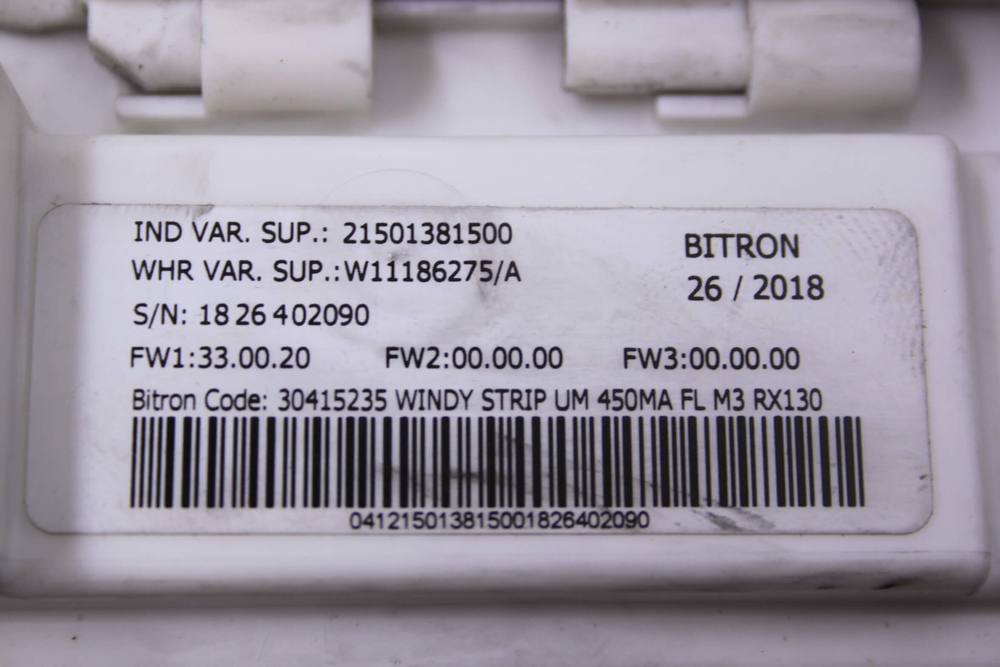 IND VAR. SUP.: 21501381500
BITRON
WHR VAR. SUP.:W11186275/A
26 / 2018
S/N: 18 26 402090
FW1:33.00.20 FW2:00.00.00 FW3:00.00.00
Bitron Code: 30415235 WINDY STRIP UM 450MA FL M3 RX130
041215013815001826402090